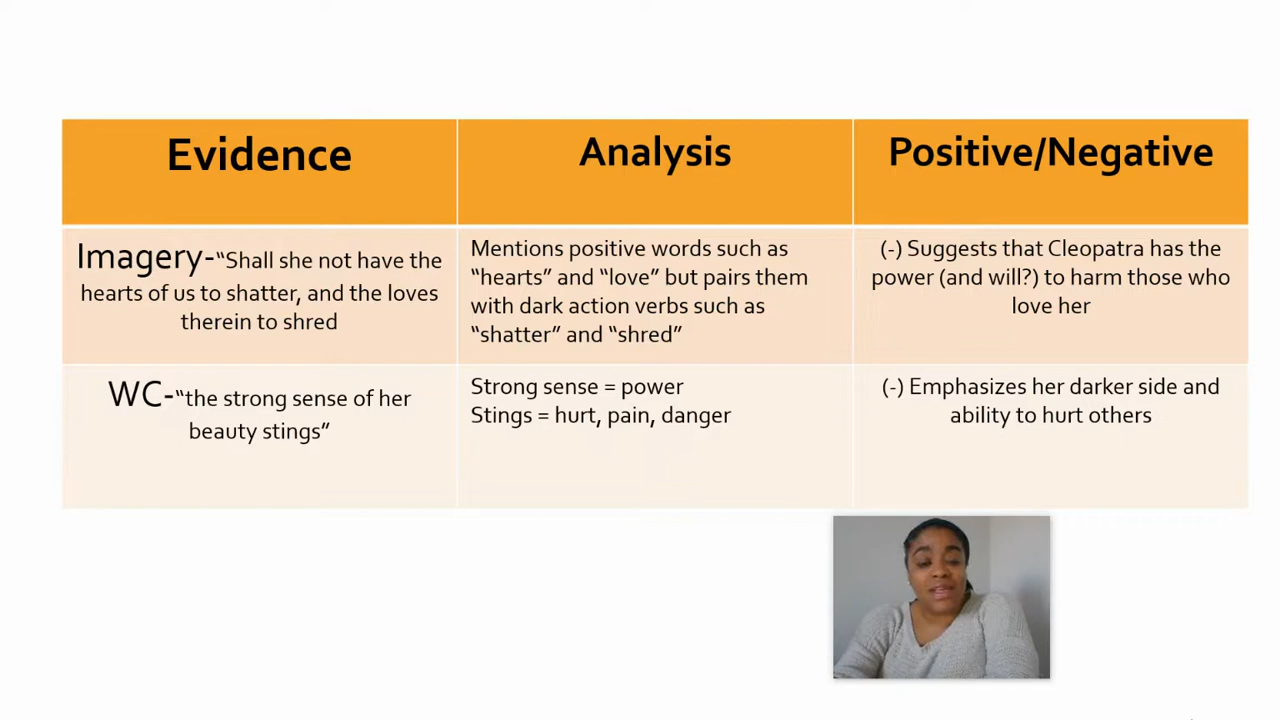 Evidence
Analysis
Positive/Negative
Imagery-“Shall she not have the
hearts of us to shatter, and the loves
therein to shred
Mentions positive words such as
“hearts” and “love” but pairs them
with dark action verbs such as
“shatter” and “shred”
(-) Suggests that Cleopatra has the
power (and will?) to harm those who
love her
WC-“the strong sense of her
beauty stings”
Strong sense = power
Stings = hurt, pain, danger
(-) Emphasizes her darker side and
ability to hurt others